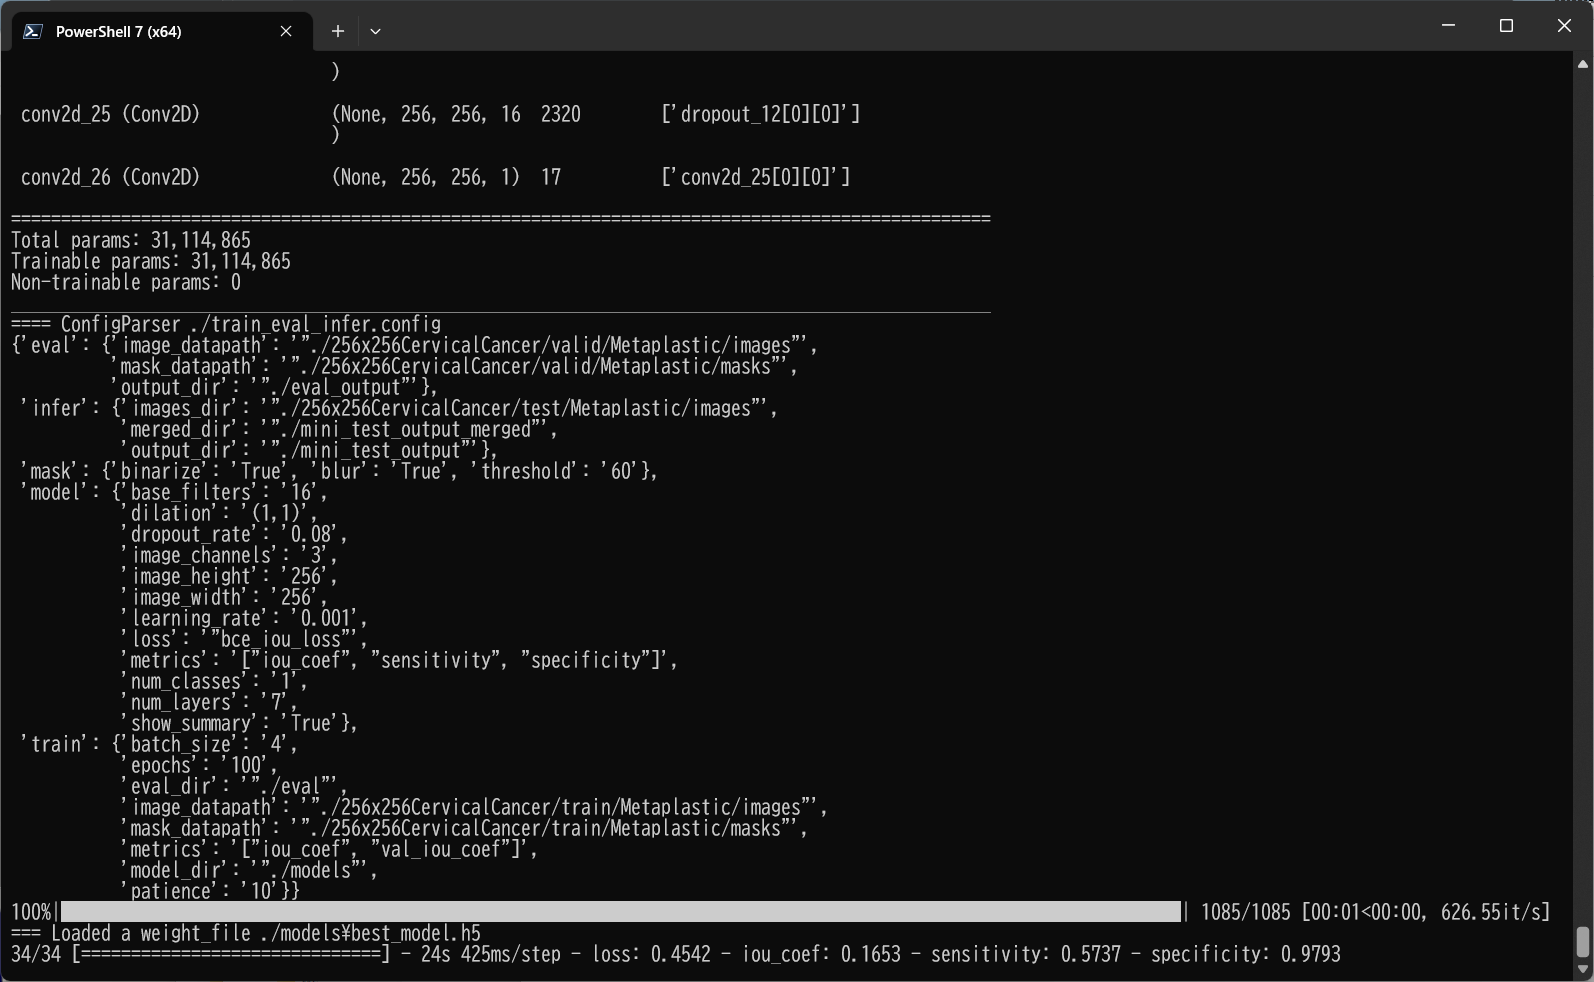 PowerShell 7 (x64)
)
conv2d_25 (Conv2D) (None, 256, 256, 16 2320 ['dropout_12[0][0]']
)
conv2d_26 (Conv2D) (None, 256, 256, 1) 17 ['conv2d_25[0][0]']
==================================================================================================
Total params: 31,114,865
Trainable params: 31,114,865
Non-trainable params: 0
__________________________________________________________________________________________________
==== ConfigParser ./train_eval_infer.config
{'eval': {'image_datapath': '"./256x256CervicalCancer/valid/Metaplastic/images"',
'mask_datapath': '"./256x256CervicalCancer/valid/Metaplastic/masks"',
'output_dir': '"./eval_output"'},
'infer': {'images_dir': '"./256x256CervicalCancer/test/Metaplastic/images"',
'merged_dir': '"./mini_test_output_merged"',
'output_dir': '"./mini_test_output"'},
'mask': {'binarize': 'True', 'blur': 'True', 'threshold': '60'},
'model': {'base_filters': '16',
'dilation': '(1,1)',
'dropout_rate': '0.08',
'image_channels': '3',
'image_height': '256',
'image_width': '256',
'learning_rate': '0.001',
'loss': '"bce_iou_loss"',
'metrics': '["iou_coef", "sensitivity", "specificity"]',
'num_classes': '1',
'num_layers': '7',
'show_summary': 'True'},
'train': {'batch_size': '4',
'epochs': '100',
'eval_dir': '"./eval"',
'image_datapath': '"./256x256CervicalCancer/train/Metaplastic/images"',
'mask_datapath': '"./256x256CervicalCancer/train/Metaplastic/masks"',
'metrics': '["iou_coef", "val_iou_coef"]',
'model_dir': '"./models"',
'patience': '10'}}
100%| | 1085/1085 [00:01<00:00, 626.55it/s]
=== Loaded a weight_file ./models¥best_model.h5
34/34 [==============================] - 24s 425ms/step - loss: 0.4542 - iou_coef: 0.1653 - sensitivity: 0.5737 - specificity: 0.9793